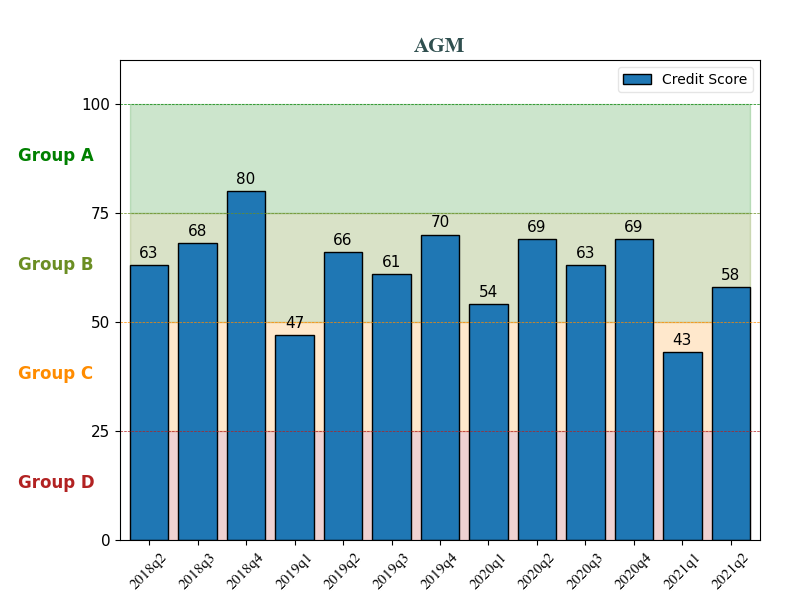 AGM
Credit Score
100
Group A
80
75
70
69
69
68
66
63
63
61
58
54
Group B
50
47
43
Group C
25
Group D
0
2018q2
2018q3
2018q4
2019q1
2019q2
2019q3
2019q4
2020q1
2020q2
2020q3
2020q4
2021q1
2021q2